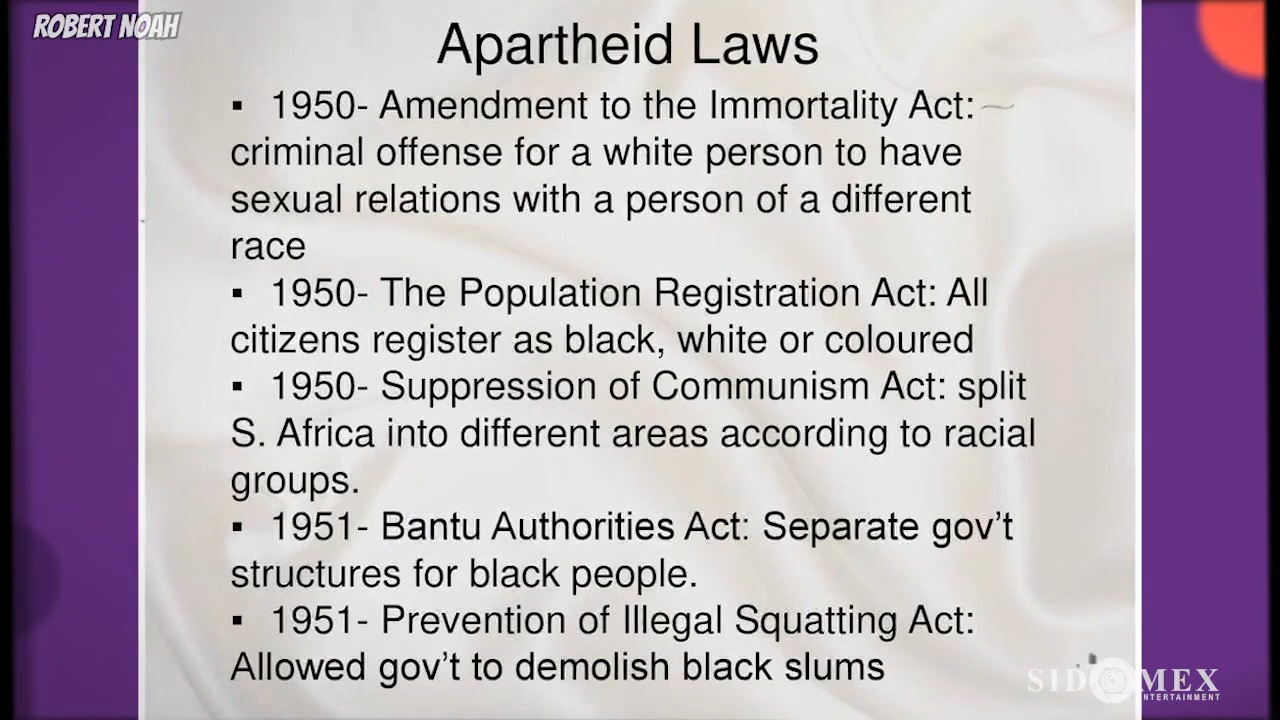 ROBERT NOAH
Apartheid Laws
▪ 1950- Amendment to the Immortality Act:
criminal offense for a white person to have
sexual relations with a person of a different
race
▪ 1950- The Population Registration Act: All
citizens register as black, white or coloured
▪ 1950- Suppression of Communism Act: split
S. Africa into different areas according to racial
groups.
▪ 1951- Bantu Authorities Act: Separate gov’t
structures for black people.
▪ 1951- Prevention of Illegal Squatting Act:
Allowed gov’t to demolish black slums
SIDOMEX
ENTERTAINMENT